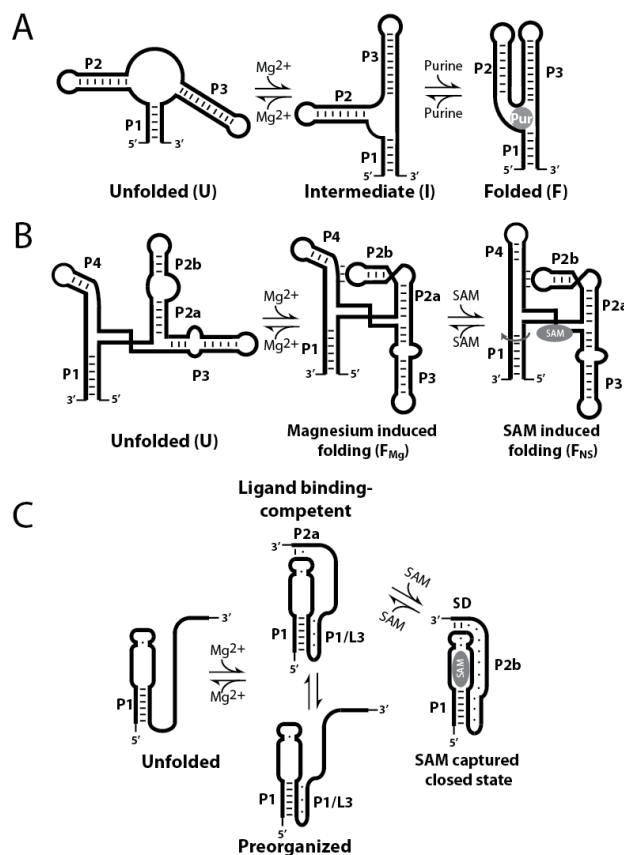 A
P2
P3
P1
5' 3'
Unfolded (U)
Mg2+
Mg2+
P3
P2
P1
5' 3'
Intermediate (I)
Purine
Purine
P2
P3
Pur
P1
5' 3'
Folded (F)
B
P4
P2b
P2a
P1
P3
3' 5'
Unfolded (U)
Mg2+
Mg2+
P4
P2b
P2a
P1
P3
3' 5'
Magnesium induced
folding (FMg)
SAM
SAM
P4
P2b
P2a
SAM
P1
P3
3' 5'
SAM induced
folding (FNS)
C
Ligand binding-
competent
3'
P1
5'
Unfolded
Mg2+
Mg2+
P2a
3'
P1
P1/L3
5'
3'
P1
P1/L3
5'
Preorganized
SAM
SAM
SD
3'
SAM
P2b
P1
5'
SAM captured
closed state